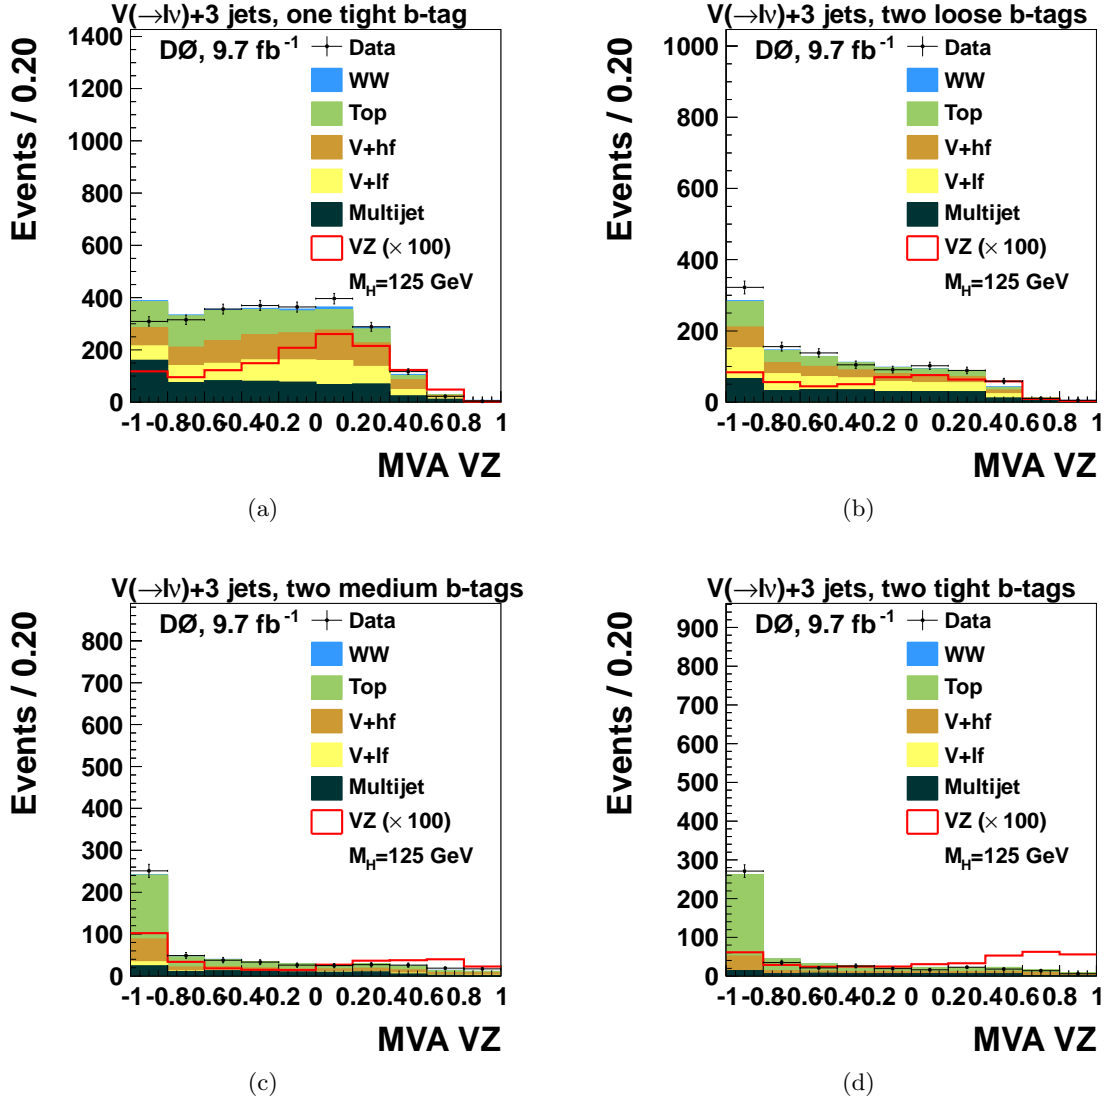 V(→lν)+3 jets, one tight b-tag
Events / 0.20
1400
1200
1000
800
600
400
200
0
DØ, 9.7 fb⁻¹
Data
WW
Top
V+hf
V+lf
Multijet
VZ (× 100)
M_H=125 GeV
-1 -0.8 -0.6 -0.4 -0.2 0 0.2 0.4 0.6 0.8 1
MVA VZ
(a)
V(→lν)+3 jets, two loose b-tags
Events / 0.20
1000
800
600
400
200
0
DØ, 9.7 fb⁻¹
Data
WW
Top
V+hf
V+lf
Multijet
VZ (× 100)
M_H=125 GeV
-1 -0.8 -0.6 -0.4 -0.2 0 0.2 0.4 0.6 0.8 1
MVA VZ
(b)
V(→lν)+3 jets, two medium b-tags
Events / 0.20
800
700
600
500
400
300
200
100
0
DØ, 9.7 fb⁻¹
Data
WW
Top
V+hf
V+lf
Multijet
VZ (× 100)
M_H=125 GeV
-1 -0.8 -0.6 -0.4 -0.2 0 0.2 0.4 0.6 0.8 1
MVA VZ
(c)
V(→lν)+3 jets, two tight b-tags
Events / 0.20
900
800
700
600
500
400
300
200
100
0
DØ, 9.7 fb⁻¹
Data
WW
Top
V+hf
V+lf
Multijet
VZ (× 100)
M_H=125 GeV
-1 -0.8 -0.6 -0.4 -0.2 0 0.2 0.4 0.6 0.8 1
MVA VZ
(d)